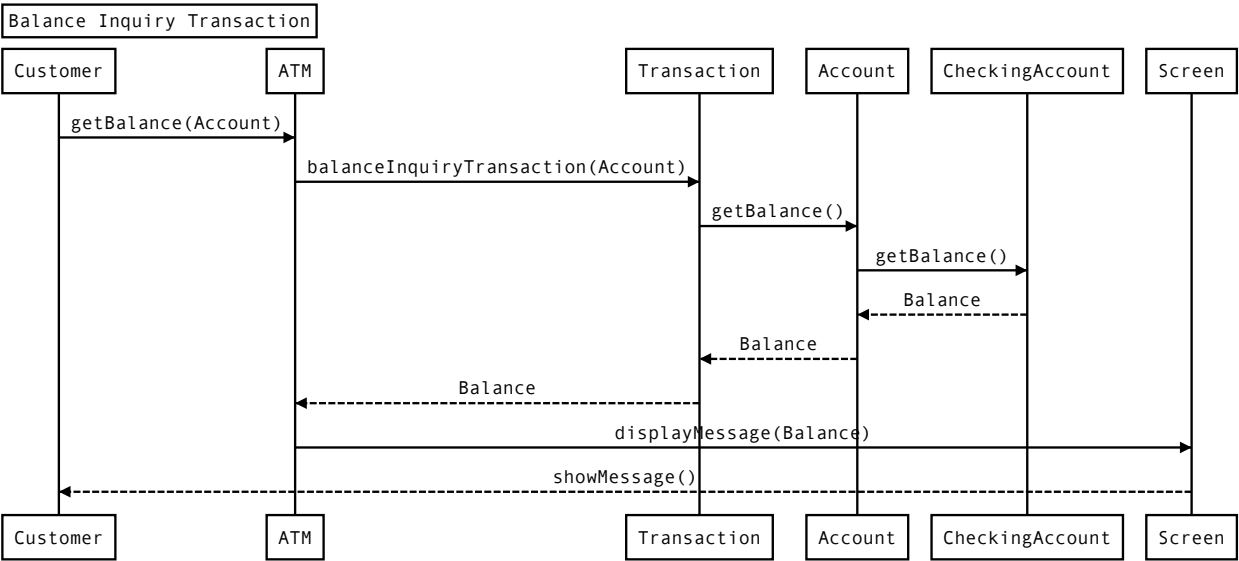 Balance Inquiry Transaction
Customer
ATM
Transaction
Account
CheckingAccount
Screen
getBalance(Account)
balanceInquiryTransaction(Account)
getBalance()
getBalance()
Balance
Balance
Balance
displayMessage(Balance)
showMessage()
Customer
ATM
Transaction
Account
CheckingAccount
Screen